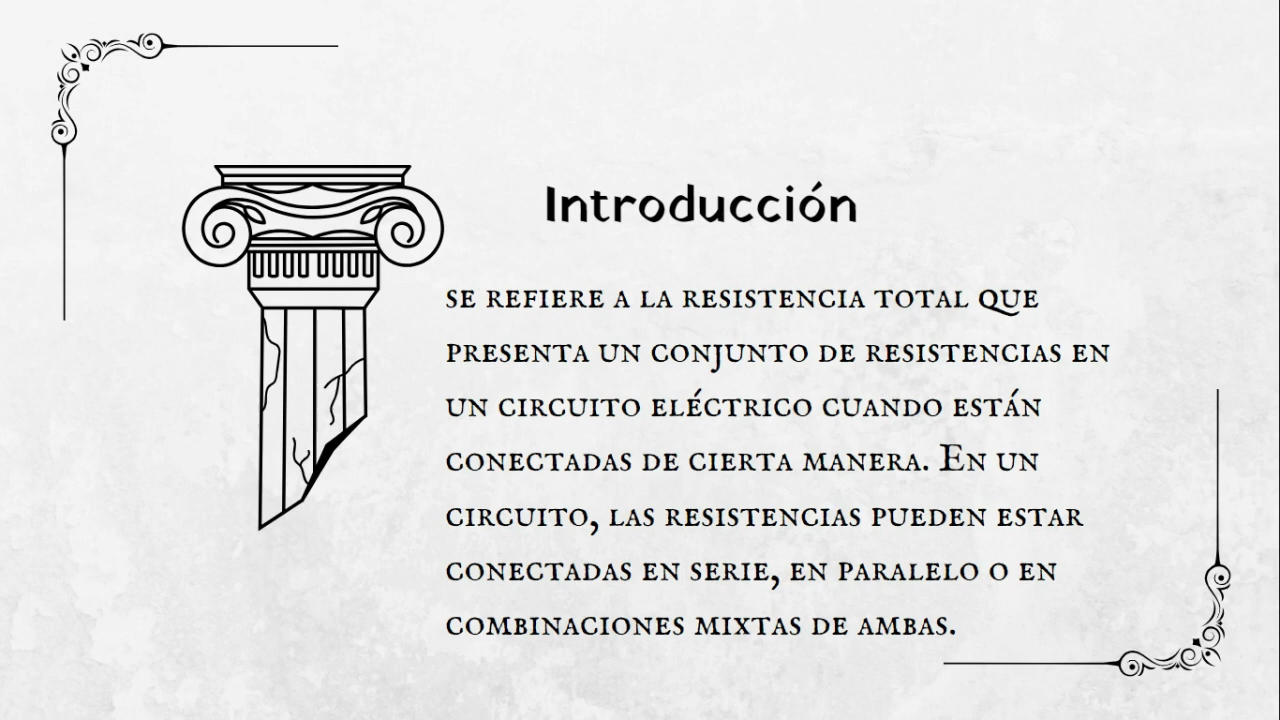 Introducción
se refiere a la resistencia total que
presenta un conjunto de resistencias en
un circuito eléctrico cuando están
conectadas de cierta manera. En un
circuito, las resistencias pueden estar
conectadas en serie, en paralelo o en
combinaciones mixtas de ambas.